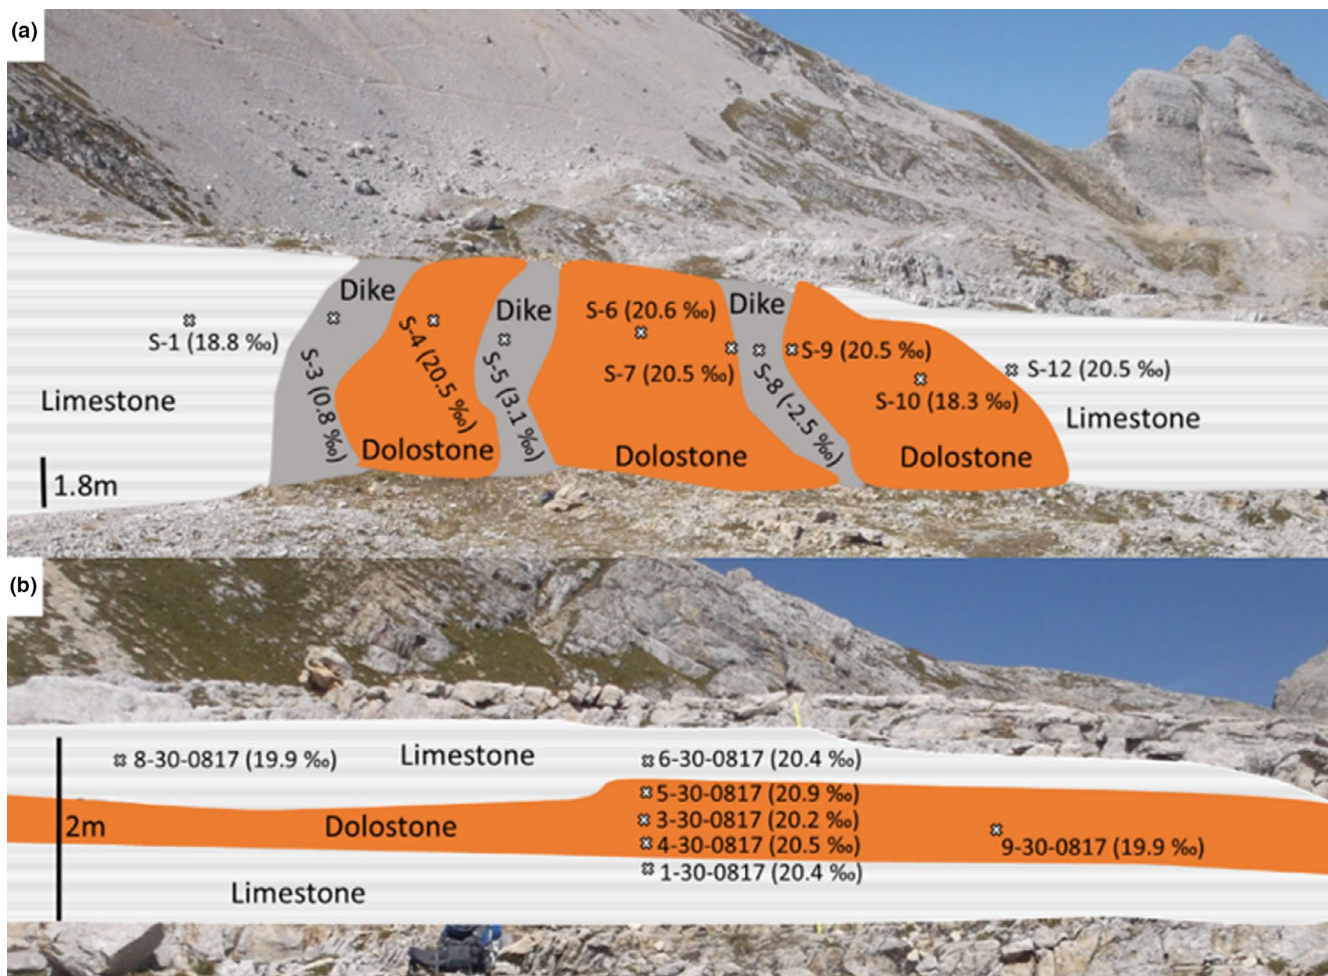 (a)
Dike
Dike
Dike
S-1 (18.8 ‰)
S-3 (0.8 ‰)
S-4 (20.5 ‰)
S-5 (3.1 ‰)
S-6 (20.6 ‰)
S-7 (20.5 ‰)
S-8 (-2.5 ‰)
S-9 (20.5 ‰)
S-10 (18.3 ‰)
S-12 (20.5 ‰)
Limestone
Dolostone
Dolostone
Dolostone
Limestone
1.8m
(b)
8-30-0817 (19.9 ‰)
Limestone
6-30-0817 (20.4 ‰)
5-30-0817 (20.9 ‰)
2m
Dolostone
3-30-0817 (20.2 ‰)
4-30-0817 (20.5 ‰)
9-30-0817 (19.9 ‰)
1-30-0817 (20.4 ‰)
Limestone